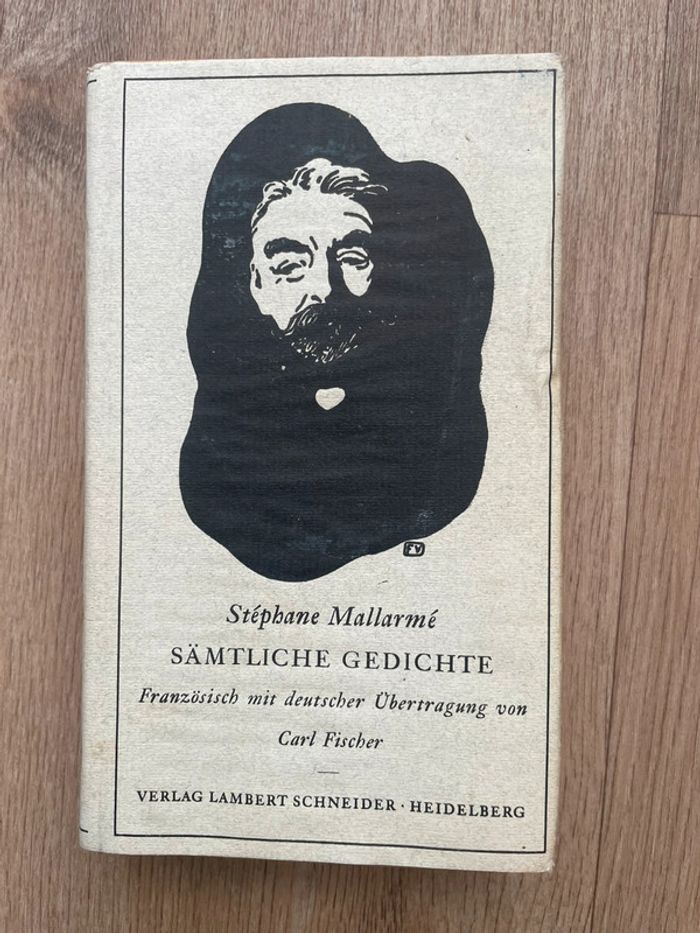 FV
Stéphane Mallarmé
SÄMTLICHE GEDICHTE
Französisch mit deutscher Übertragung von
Carl Fischer
VERLAG LAMBERT SCHNEIDER · HEIDELBERG